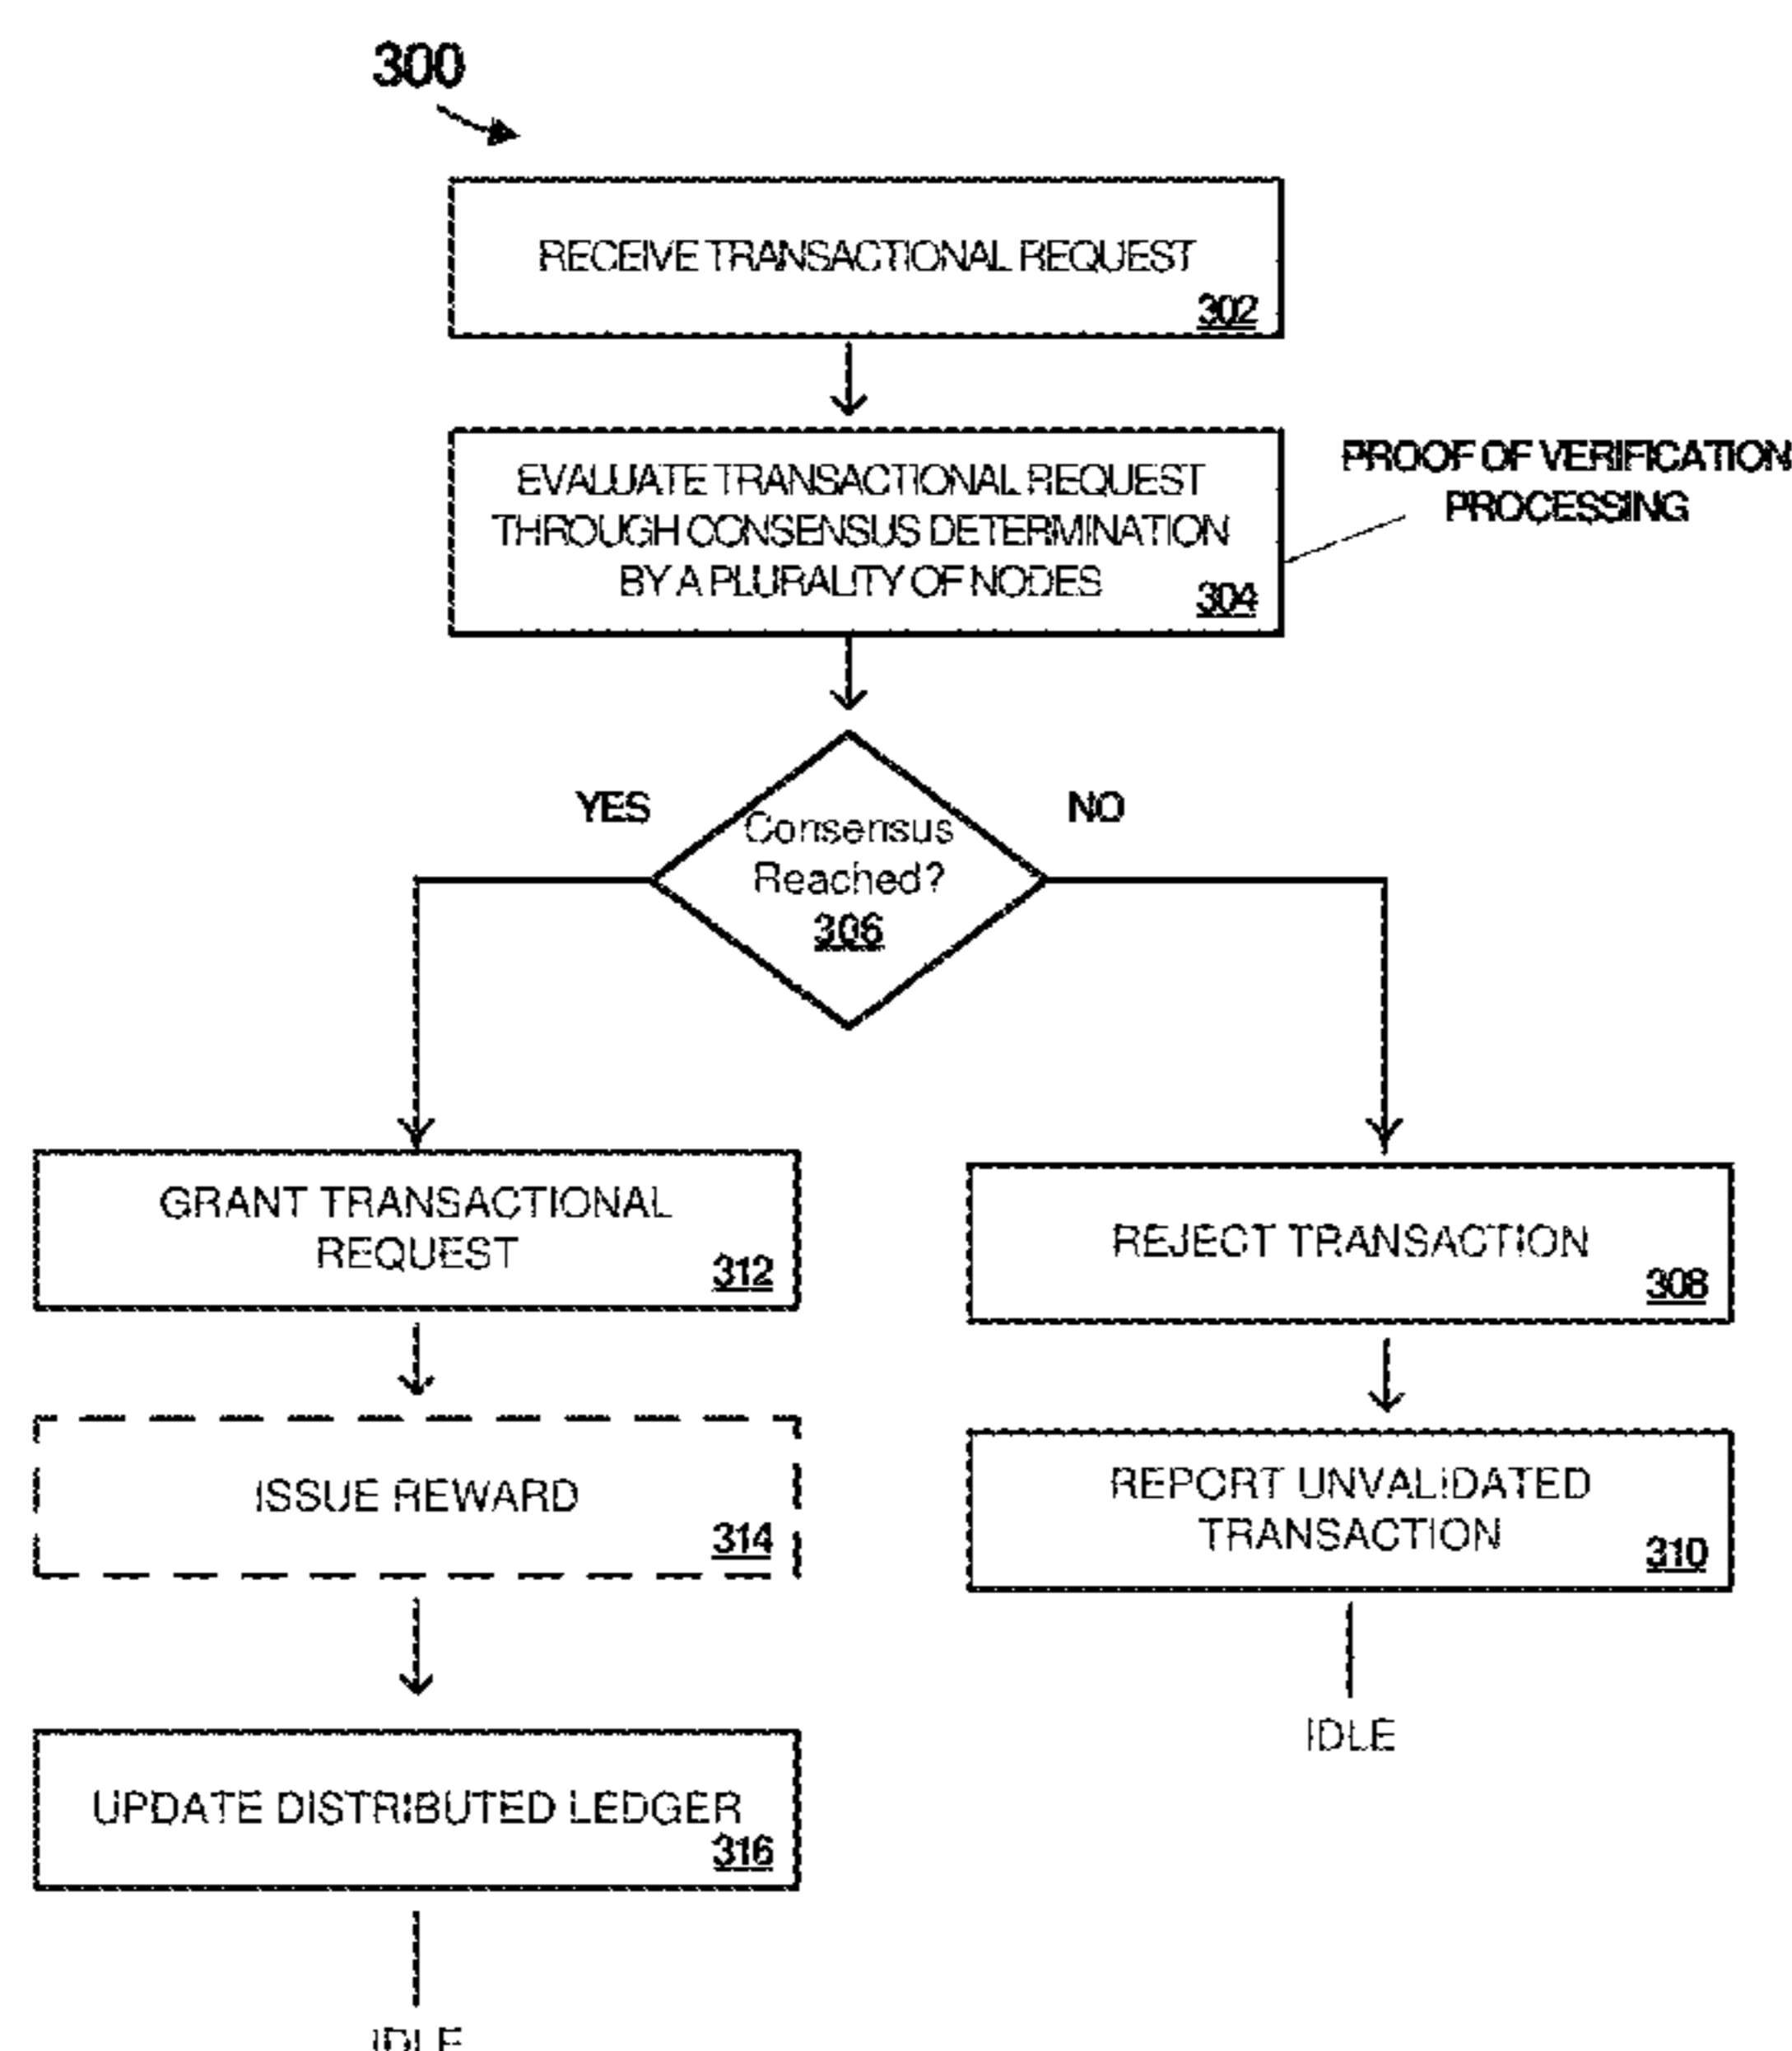 300
RECEIVE TRANSACTIONAL REQUEST
302
EVALUATE TRANSACTIONAL REQUEST
THROUGH CONSENSUS DETERMINATION
BY A PLURALITY OF NODES
304
PROOF OF VERIFICATION
PROCESSING
YES
NO
Consensus
Reached?
306
GRANT TRANSACTIONAL
REQUEST
312
REJECT TRANSACTION
308
ISSUE REWARD
314
REPORT UNVALIDATED
TRANSACTION
310
IDLE
UPDATE DISTRIBUTED LEDGER
316
IDLE